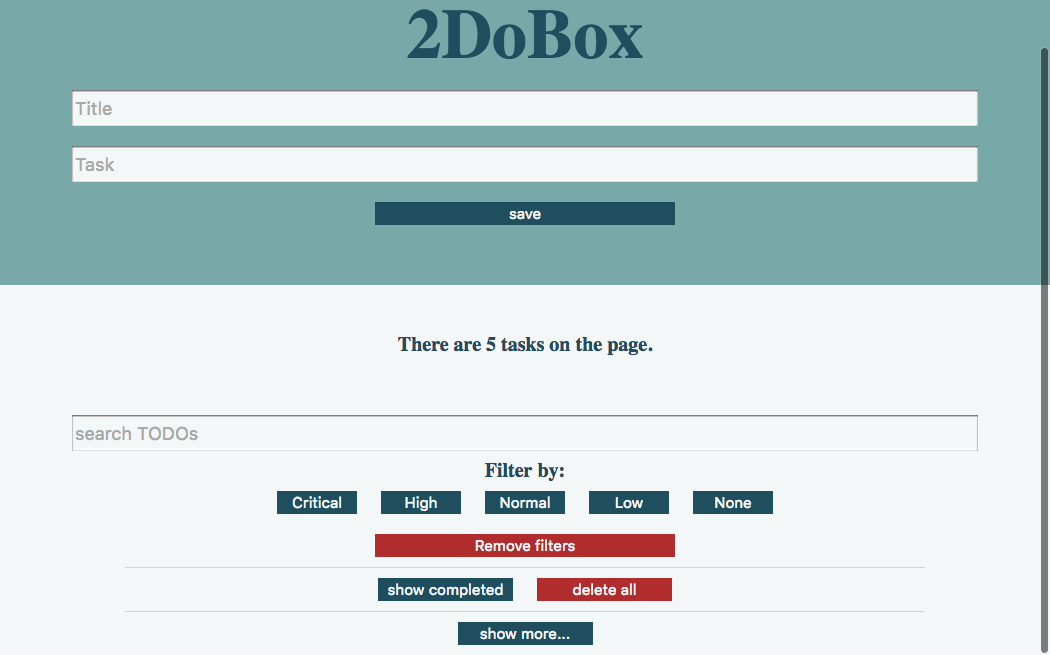 2DoBox
Title
Task
save
There are 5 tasks on the page.
search TODOs
Filter by:
Critical High Normal Low None
Remove filters
show completed delete all
show more...